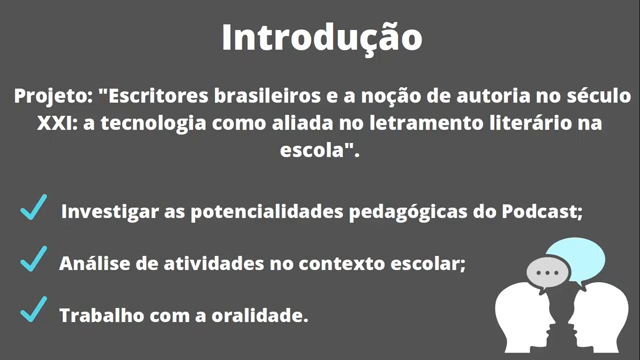 Introdução
Projeto: "Escritores brasileiros e a noção de autoria no século
XXI: a tecnologia como aliada no letramento literário na
escola".
Investigar as potencialidades pedagógicas do Podcast;
Análise de atividades no contexto escolar;
Trabalho com a oralidade.